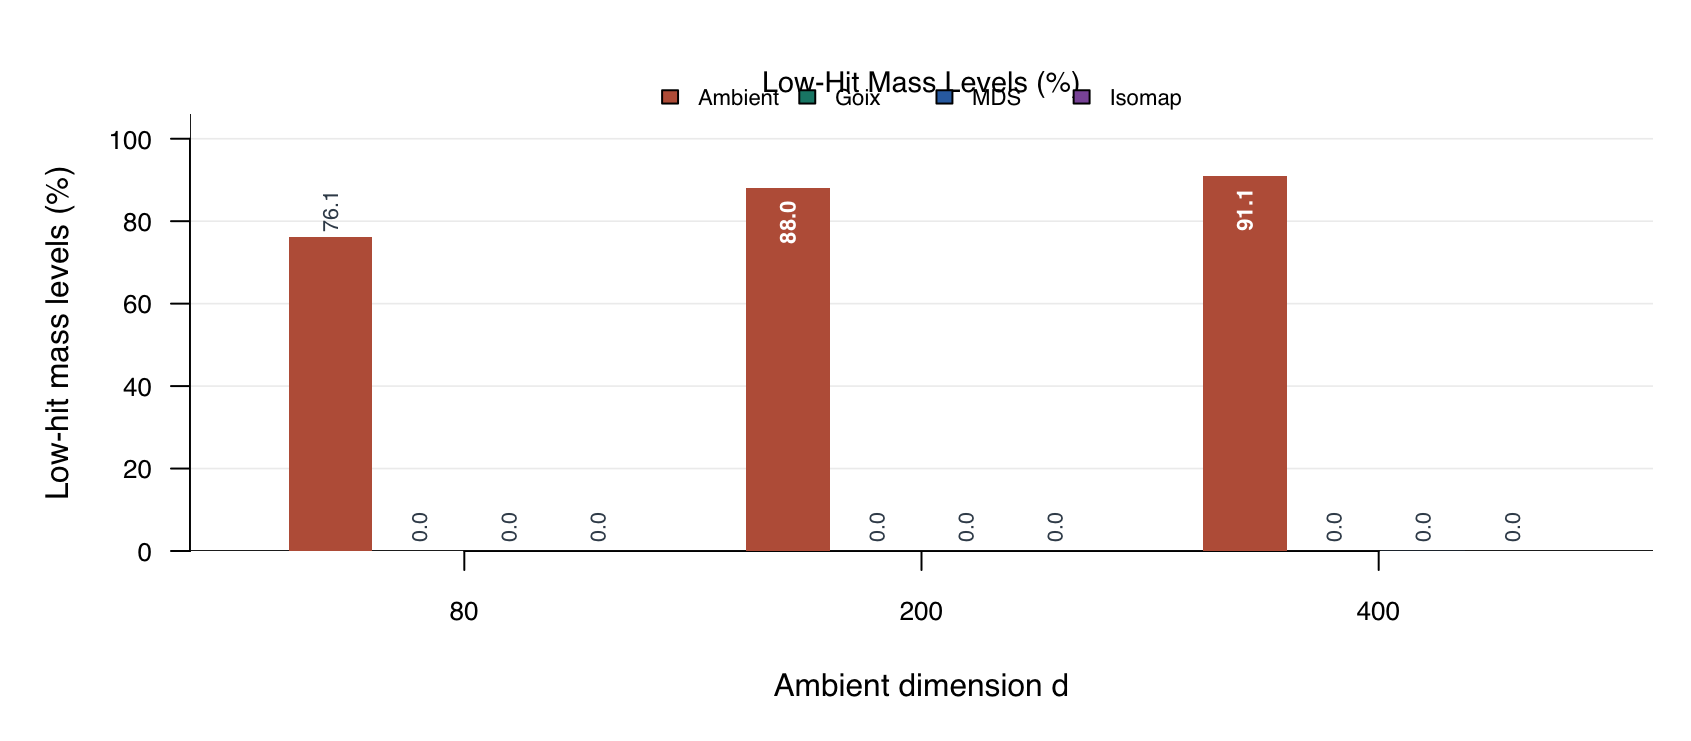 Low-Hit Mass Levels (%)
Ambient Goix MDS Isomap
Low-hit mass levels (%)
100
80
60
40
20
0
76.1 0.0 0.0 0.0
88.0 0.0 0.0 0.0
91.1 0.0 0.0 0.0
80 200 400
Ambient dimension d